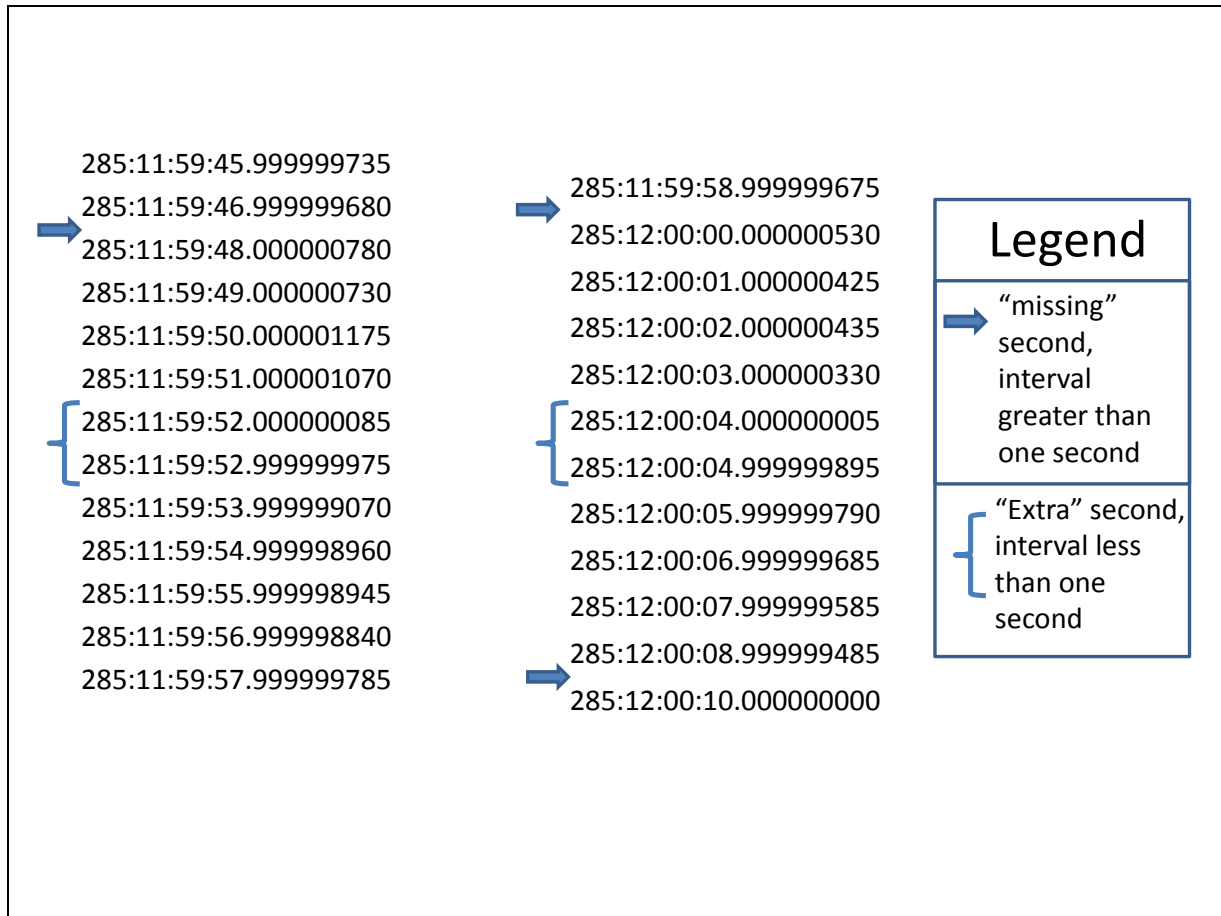 285:11:59:45.999999735
285:11:59:46.999999680
285:11:59:48.000000780
285:11:59:49.000000730
285:11:59:50.000001175
285:11:59:51.000001070
285:11:59:52.000000085
285:11:59:52.999999975
285:11:59:53.999999070
285:11:59:54.999998960
285:11:59:55.999998945
285:11:59:56.999998840
285:11:59:57.999999785
285:11:59:58.999999675
285:12:00:00.000000530
285:12:00:01.000000425
285:12:00:02.000000435
285:12:00:03.000000330
285:12:00:04.000000005
285:12:00:04.999999895
285:12:00:05.999999790
285:12:00:06.999999685
285:12:00:07.999999585
285:12:00:08.999999485
285:12:00:10.000000000
Legend
“missing”
second,
interval
greater than
one second
“Extra” second,
interval less
than one
second